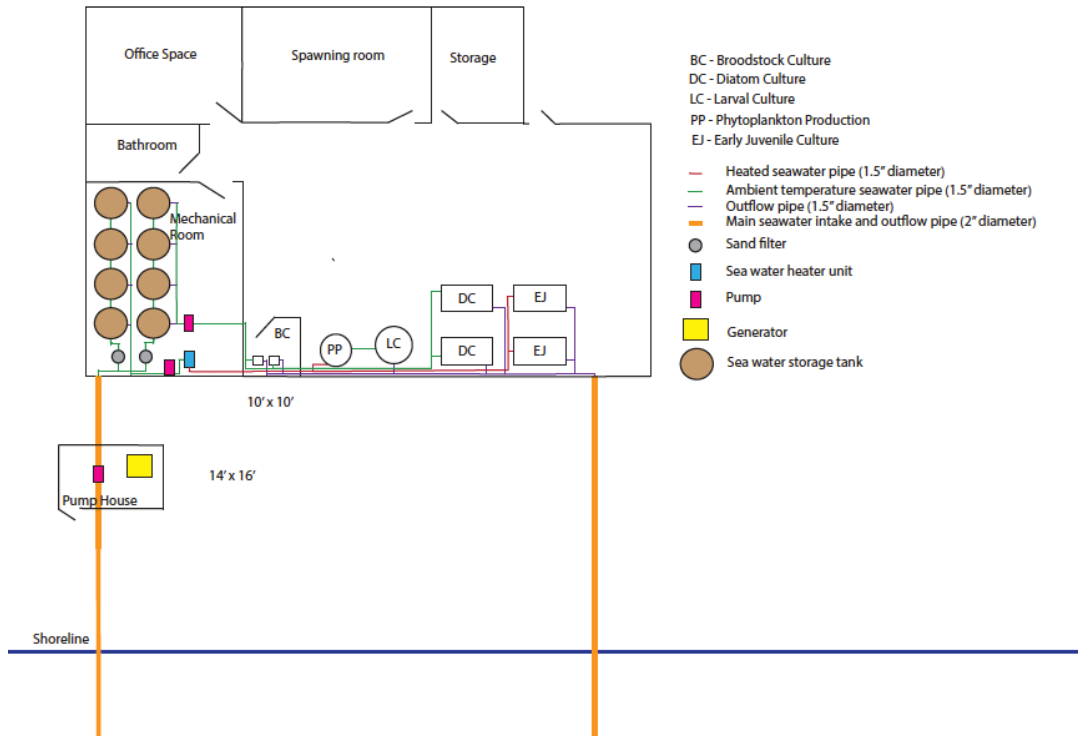 Office Space
Spawning room
Storage
Bathroom
Mechanical
Room
BC
PP
LC
DC
EJ
DC
EJ
10' x 10'
14' x 16'
Pump House
Shoreline
BC - Broodstock Culture
DC - Diatom Culture
LC - Larval Culture
PP - Phytoplankton Production
EJ - Early Juvenile Culture
Heated seawater pipe (1.5" diameter)
Ambient temperature seawater pipe (1.5" diameter)
Outflow pipe (1.5" diameter)
Main seawater intake and outflow pipe (2" diameter)
Sand filter
Sea water heater unit
Pump
Generator
Sea water storage tank